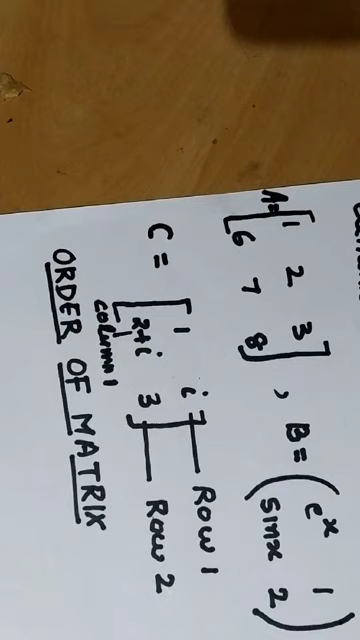 A = [ 1 2 3 ] , B = ( e^x 1 )
[ 6 7 8 ] ( sinx 2 )
C = [ 1 i ] Row 1
[ 2+i 3 ] Row 2
column 1
ORDER OF MATRIX